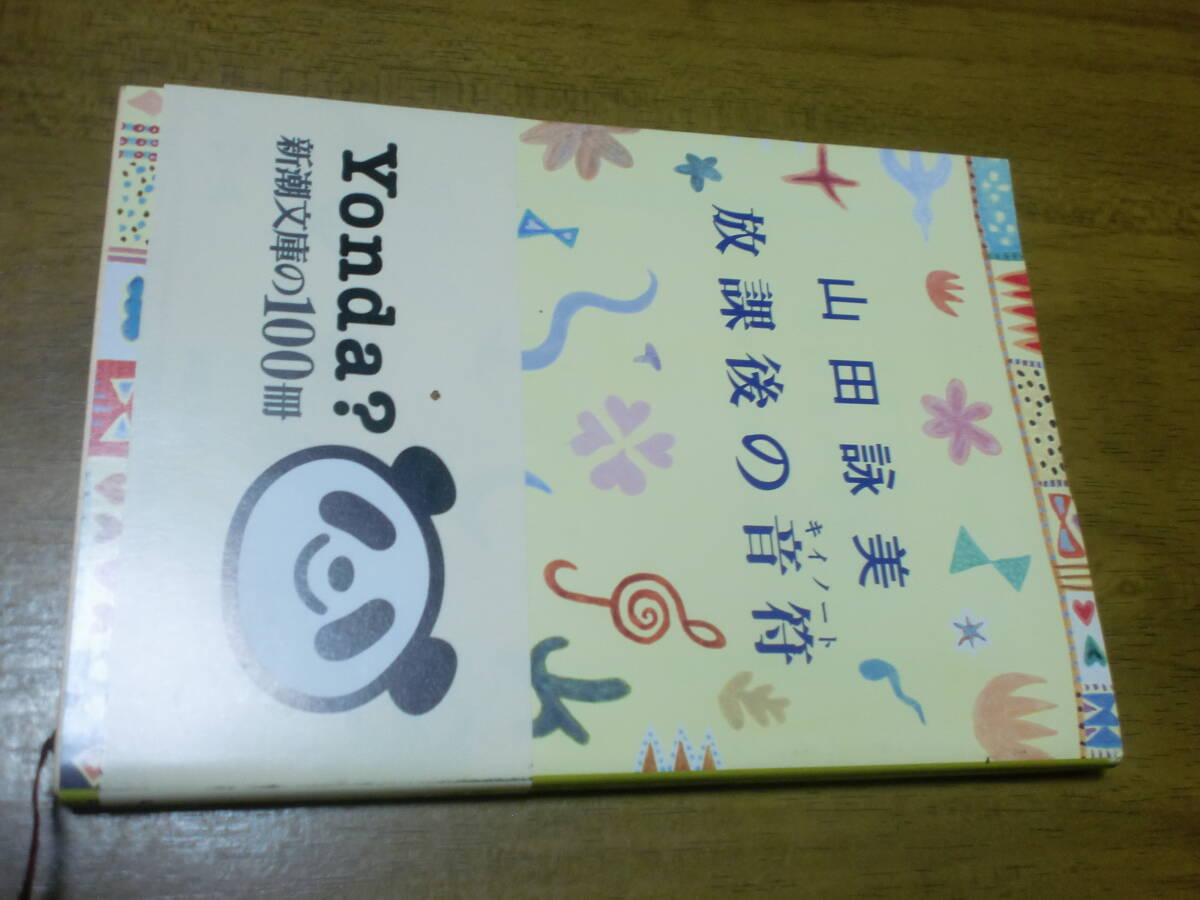 山田詠美
放課後の音符
キイノート
Yonda?
新潮文庫の100冊